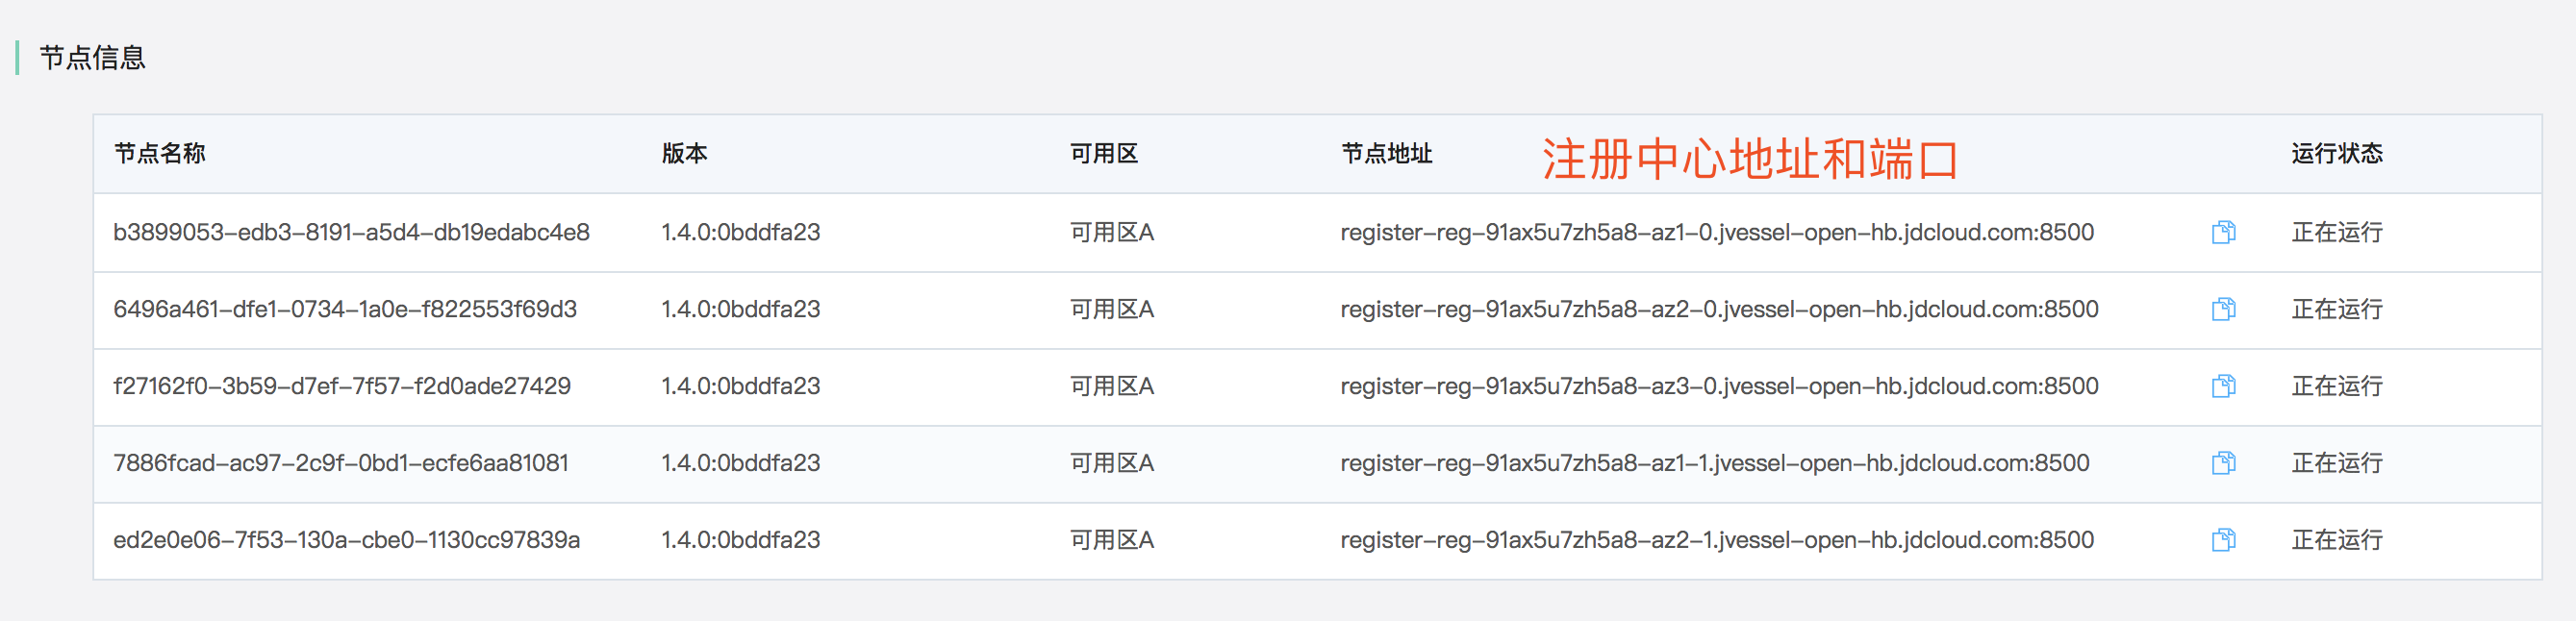 节点信息
节点名称 版本 可用区 节点地址 注册中心地址和端口 运行状态
b3899053-edb3-8191-a5d4-db19edabc4e8 1.4.0:0bddfa23 可用区A register-reg-91ax5u7zh5a8-az1-0.jvessel-open-hb.jdcloud.com:8500 正在运行
6496a461-dfe1-0734-1a0e-f822553f69d3 1.4.0:0bddfa23 可用区A register-reg-91ax5u7zh5a8-az2-0.jvessel-open-hb.jdcloud.com:8500 正在运行
f27162f0-3b59-d7ef-7f57-f2d0ade27429 1.4.0:0bddfa23 可用区A register-reg-91ax5u7zh5a8-az3-0.jvessel-open-hb.jdcloud.com:8500 正在运行
7886fcad-ac97-2c9f-0bd1-ecfe6aa81081 1.4.0:0bddfa23 可用区A register-reg-91ax5u7zh5a8-az1-1.jvessel-open-hb.jdcloud.com:8500 正在运行
ed2e0e06-7f53-130a-cbe0-1130cc97839a 1.4.0:0bddfa23 可用区A register-reg-91ax5u7zh5a8-az2-1.jvessel-open-hb.jdcloud.com:8500 正在运行